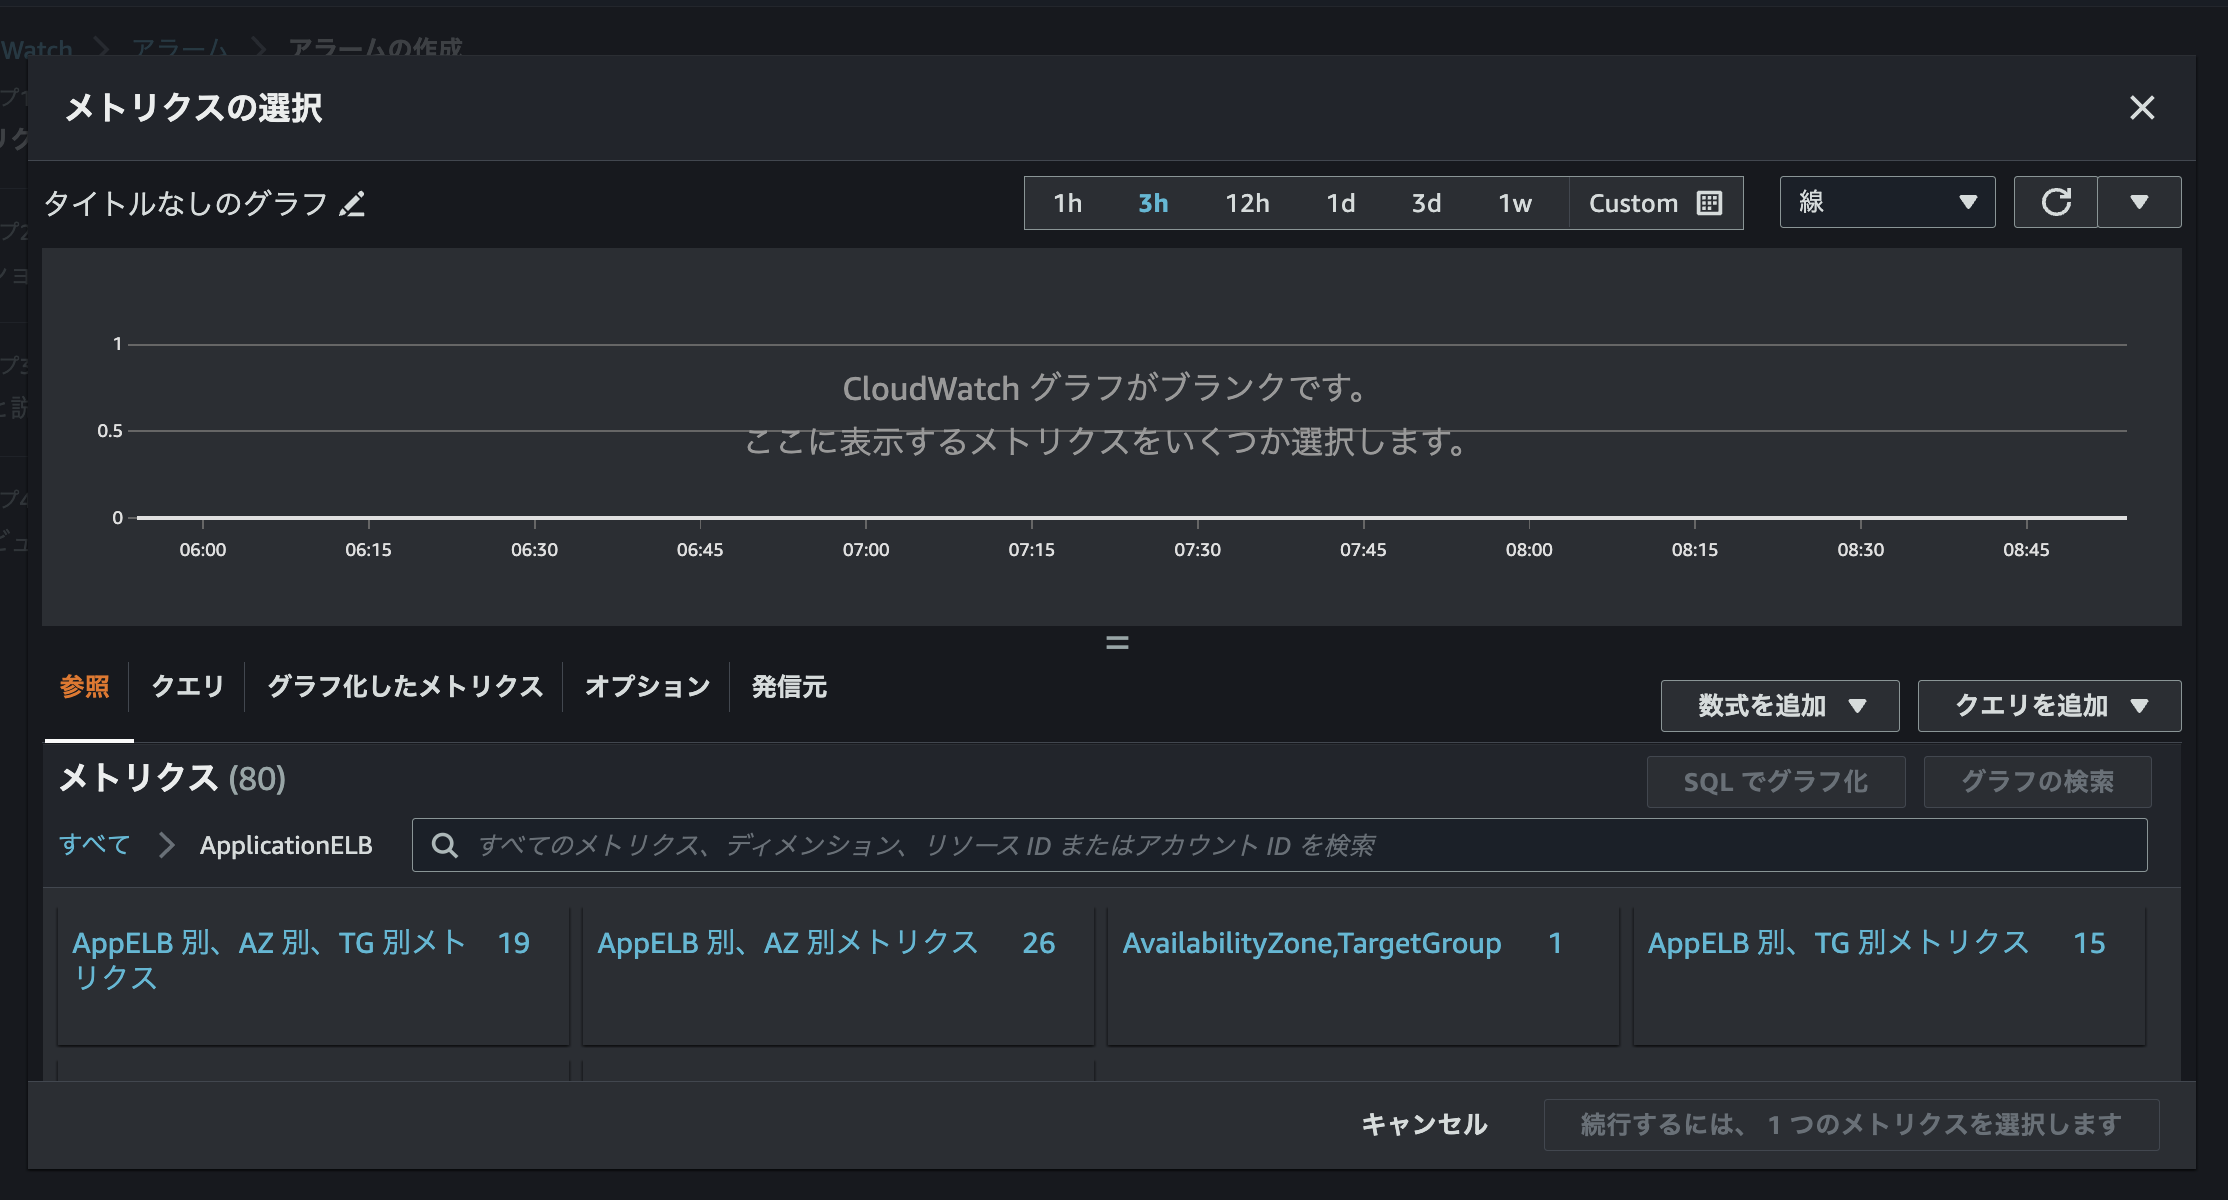 Watch > アラーム > アラームの作成
メトリクスの選択
タイトルなしのグラフ
1h 3h 12h 1d 3d 1w Custom 線
1
CloudWatch グラフがブランクです。
0.5
ここに表示するメトリクスをいくつか選択します。
0
06:00 06:15 06:30 06:45 07:00 07:15 07:30 07:45 08:00 08:15 08:30 08:45
参照 クエリ グラフ化したメトリクス オプション 発信元
数式を追加 クエリを追加
メトリクス (80)
SQL でグラフ化 グラフの検索
すべて > ApplicationELB すべてのメトリクス、ディメンション、リソース ID またはアカウント ID を検索
AppELB 別、AZ 別、TG 別メト
リクス
19
AppELB 別、AZ 別メトリクス 26
AvailabilityZone,TargetGroup 1
AppELB 別、TG 別メトリクス 15
キャンセル 続行するには、 1 つのメトリクスを選択します